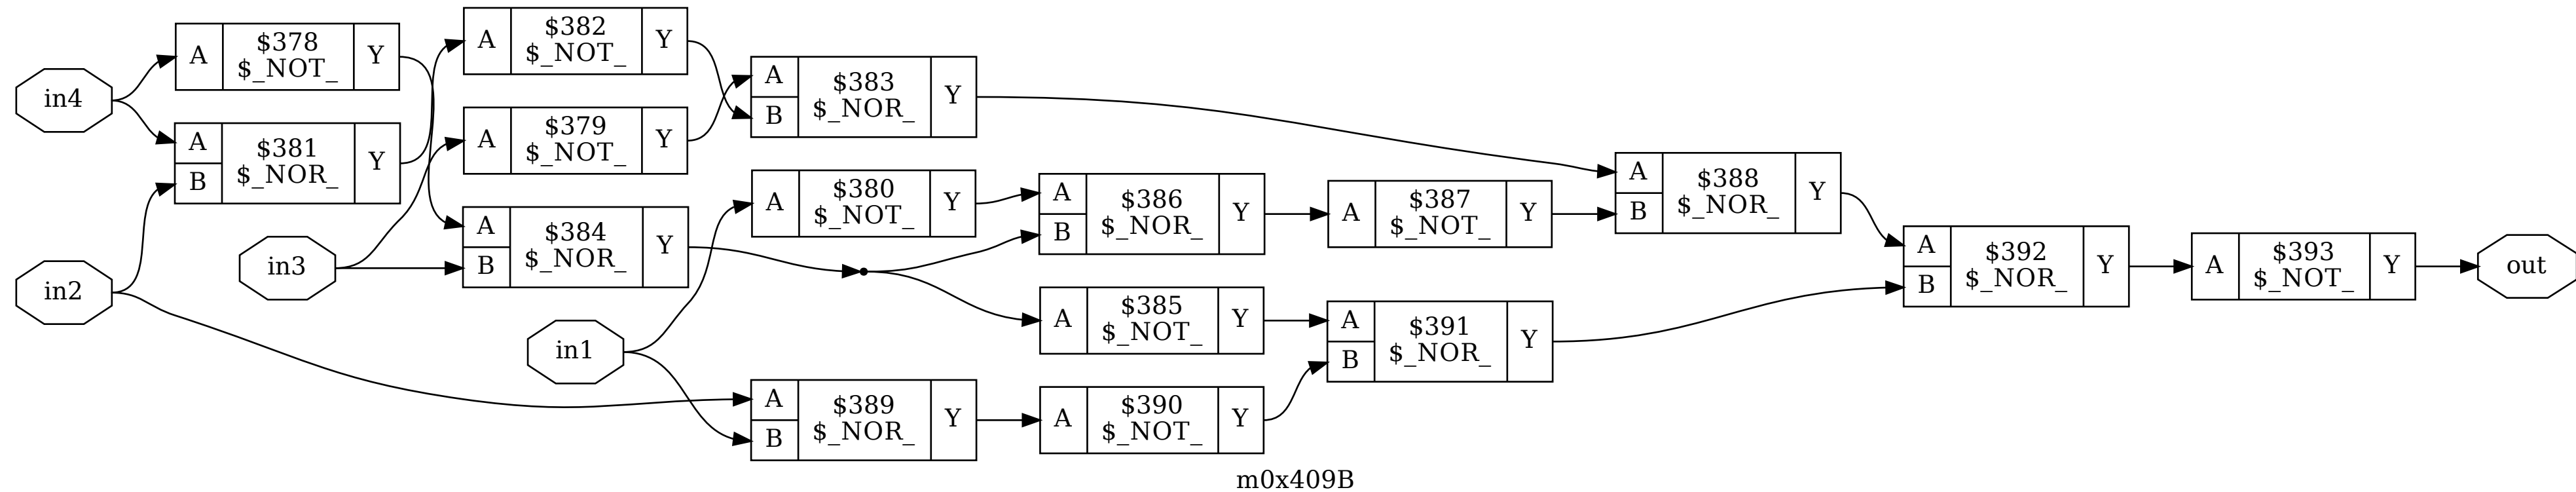 in4
in2
A $378 $_NOT_ Y
A B $381 $_NOR_ Y
in3
A $382 $_NOT_ Y
A $379 $_NOT_ Y
A B $384 $_NOR_ Y
in1
A B $383 $_NOR_ Y
A $380 $_NOT_ Y
A B $389 $_NOR_ Y
A B $386 $_NOR_ Y
A $385 $_NOT_ Y
A $390 $_NOT_ Y
A $387 $_NOT_ Y
A B $391 $_NOR_ Y
A B $388 $_NOR_ Y
A B $392 $_NOR_ Y
A $393 $_NOT_ Y
out
m0x409B